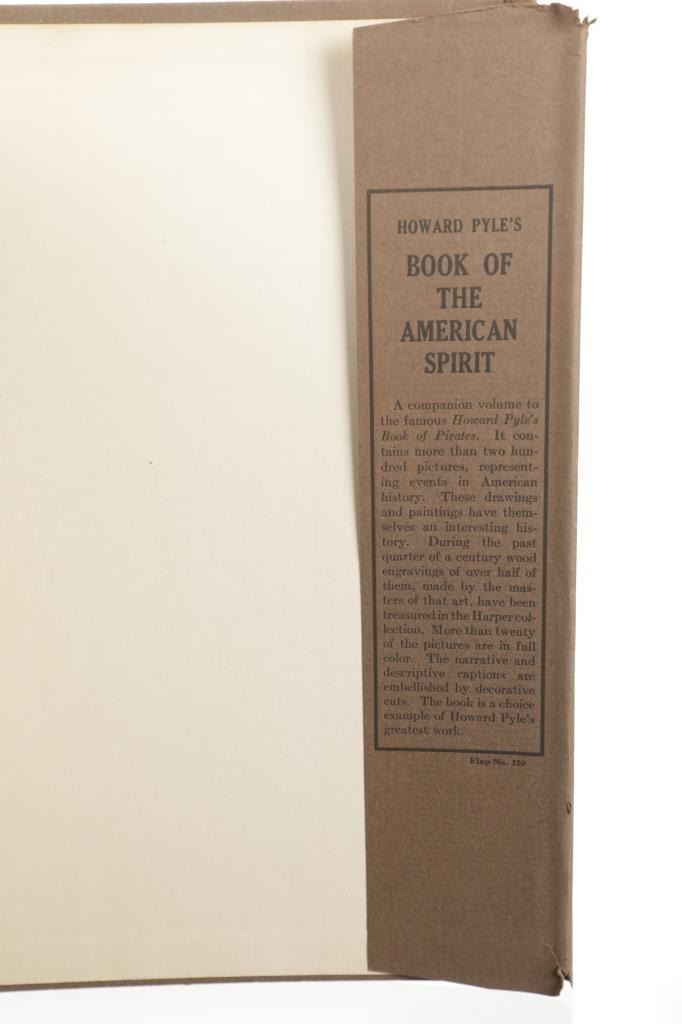 HOWARD PYLE'S
BOOK OF
THE
AMERICAN
SPIRIT
A companion volume to
the famous Howard Pyle's
Book of Pirates. It con-
tains more than two hun-
dred pictures, represent-
ing events in American
history. These drawings
and paintings have them-
selves an interesting his-
tory. During the past
quarter of a century wood
engravings of over half of
them, made by the mas-
ters of that art, have been
treasured in the Harper col-
lection. More than twenty
of the pictures are in full
color. The narrative and
descriptive captions are
embellished by decorative
cuts. The book is a choice
example of Howard Pyle's
greatest work.
Flap No. 120